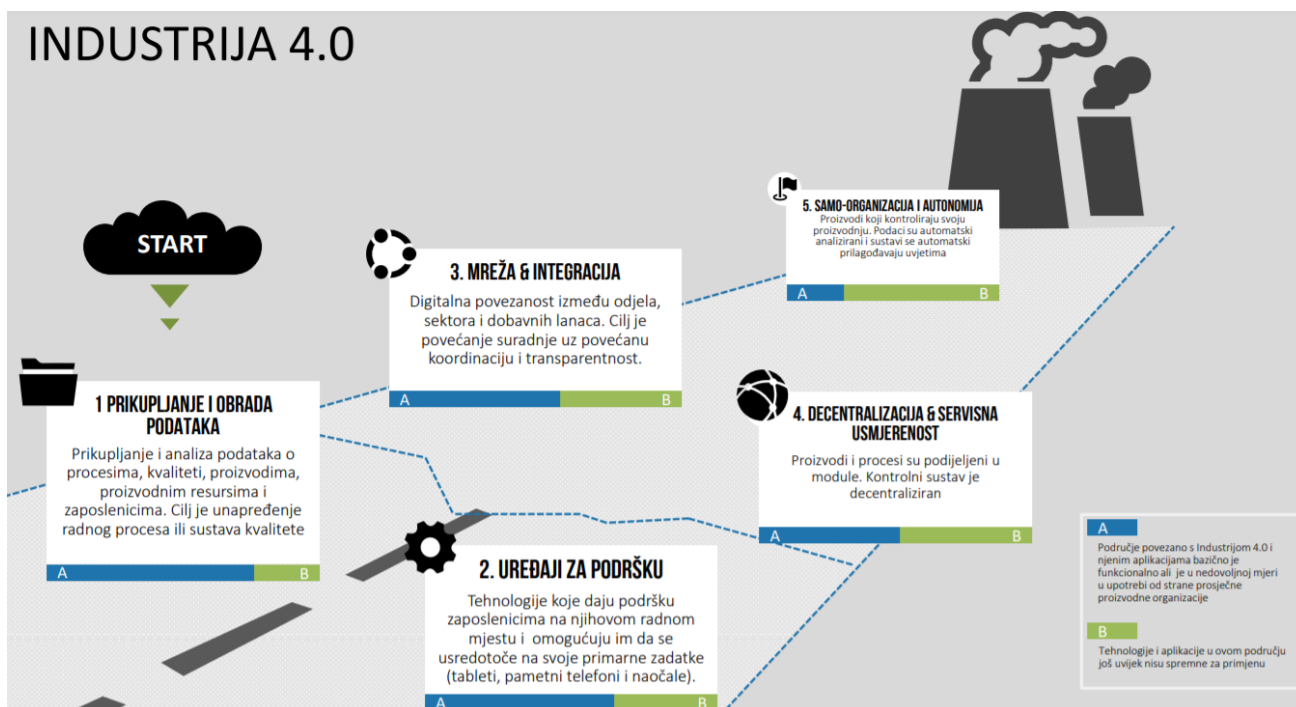 INDUSTRIJA 4.0
START
1 PRIKUPLJANJE I OBRADA
PODATAKA
Prikupljanje i analiza podataka o
procesima, kvaliteti, proizvodima,
proizvodnim resursima i
zaposlenicima. Cilj je unapređenje
radnog procesa ili sustava kvalitete
A
B
2. UREĐAJI ZA PODRŠKU
Tehnologije koje daju podršku
zaposlenicima na njihovom radnom
mjestu i omogućuju im da se
usredotoče na svoje primarne zadatke
(tableti, pametni telefoni i naočale).
A
B
3. MREŽA & INTEGRACIJA
Digitalna povezanost između odjela,
sektora i dobavnih lanaca. Cilj je
povećanje suradnje uz povećanu
koordinaciju i transparentnost.
A
B
4. DECENTRALIZACIJA & SERVISNA
USMJERENOST
Proizvodi i procesi su podijeljeni u
module. Kontrolni sustav je
decentraliziran
A
B
5. SAMO-ORGANIZACIJA I AUTONOMIJA
Proizvodi koji kontroliraju svoju
proizvodnju. Podaci su automatski
analizirani i sustavi se automatski
prilagođavaju uvjetima
A
B
A
Područje povezano s Industrijom 4.0 i
njenim aplikacijama bazično je
funkcionalno ali je u nedovoljnoj mjeri
u upotrebi od strane prosječne
proizvodne organizacije
B
Tehnologije i aplikacije u ovom području
još uvijek nisu spremne za primjenu